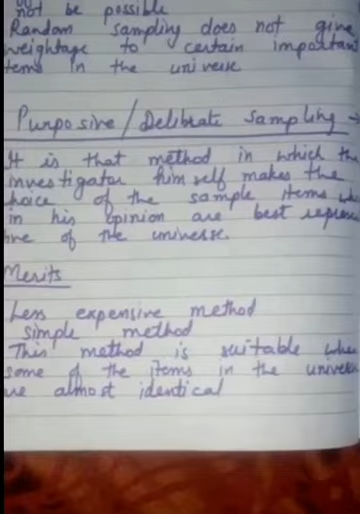 not be possible
Random sampling does not give
weightage to certain important
items in the universe
Purposive/Deliberate Sampling →
It is that method in which the
investigator himself makes the
choice of the sample items
in his opinion are best
of the universe.
Merits
Less expensive method
simple method
This method is suitable when
some of the items in the universe
are almost identical